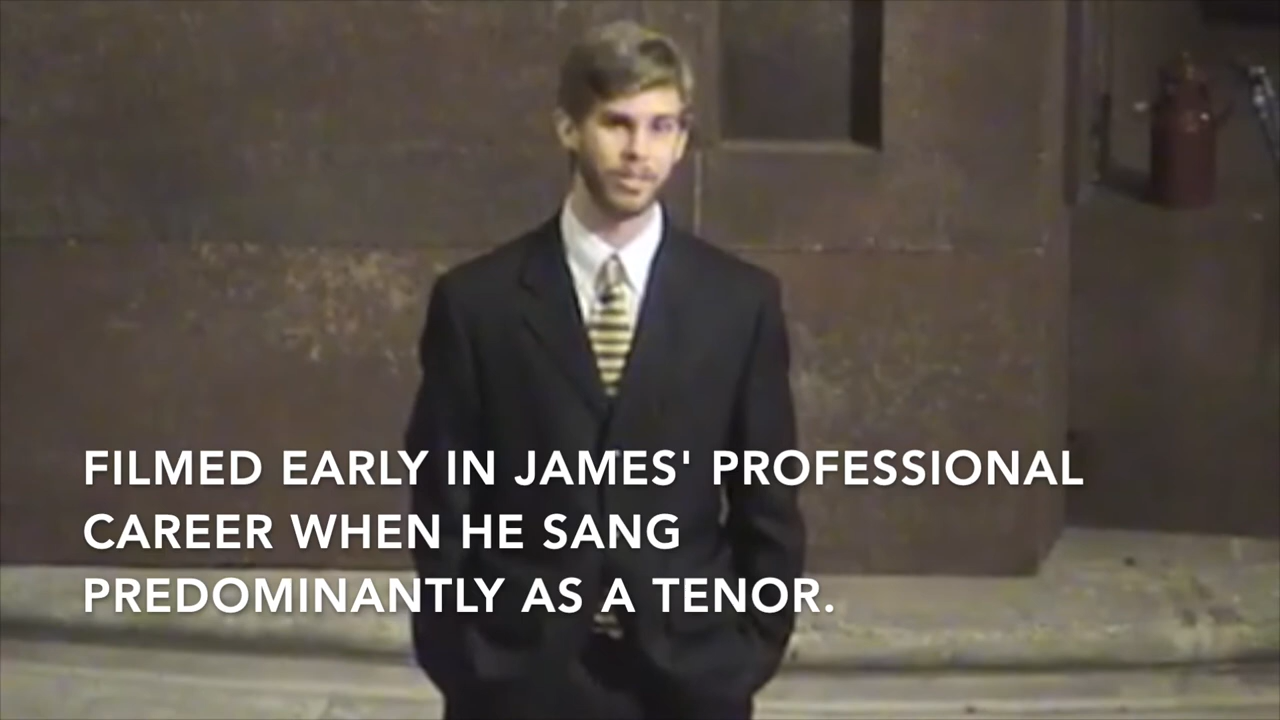 FILMED EARLY IN JAMES' PROFESSIONAL
CAREER WHEN HE SANG
PREDOMINANTLY AS A TENOR.